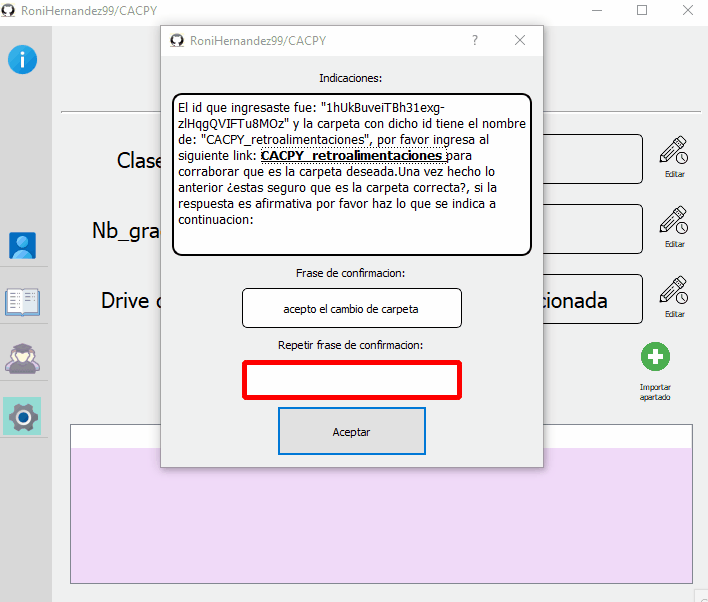 RoniHernandez99/CACPY
RoniHernandez99/CACPY
?
Indicaciones:
El id que ingresaste fue: "1hUkBuveiTBh31exg-
zlHqgQVIFTu8MOz" y la carpeta con dicho id tiene el nombre
de: "CACPY_retroalimentaciones", por favor ingresa al
siguiente link: CACPY_retroalimentaciones para
corraborar que es la carpeta deseada.Una vez hecho lo
anterior ¿estas seguro que es la carpeta correcta?, si la
respuesta es afirmativa por favor haz lo que se indica a
continuacion:
Frase de confirmacion:
acepto el cambio de carpeta
Repetir frase de confirmacion:
Aceptar
Clase
Editar
Nb_gra
Editar
Drive c
cionada
Editar
Importar
apartado